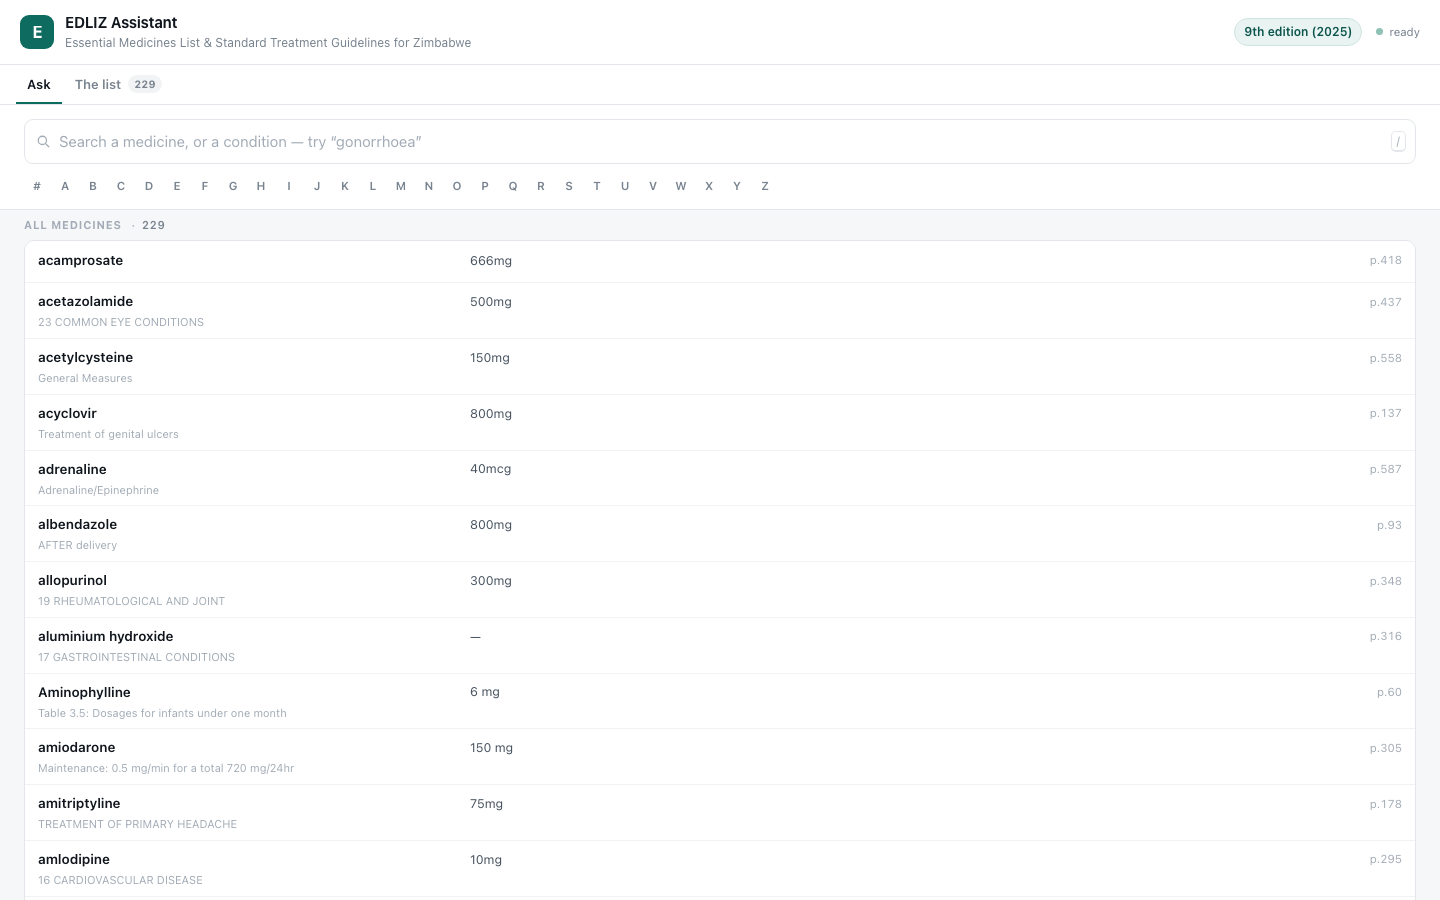 E
EDLIZ Assistant
Essential Medicines List & Standard Treatment Guidelines for Zimbabwe
9th edition (2025)
ready
Ask
The list 229
Search a medicine, or a condition — try “gonorrhoea”
/
# A B C D E F G H I J K L M N O P Q R S T U V W X Y Z
ALL MEDICINES · 229
acamprosate 666mg p.418
acetazolamide 500mg p.437
23 COMMON EYE CONDITIONS
acetylcysteine 150mg p.558
General Measures
acyclovir 800mg p.137
Treatment of genital ulcers
adrenaline 40mcg p.587
Adrenaline/Epinephrine
albendazole 800mg p.93
AFTER delivery
allopurinol 300mg p.348
19 RHEUMATOLOGICAL AND JOINT
aluminium hydroxide — p.316
17 GASTROINTESTINAL CONDITIONS
Aminophylline 6 mg p.60
Table 3.5: Dosages for infants under one month
amiodarone 150 mg p.305
Maintenance: 0.5 mg/min for a total 720 mg/24hr
amitriptyline 75mg p.178
TREATMENT OF PRIMARY HEADACHE
amlodipine 10mg p.295
16 CARDIOVASCULAR DISEASE